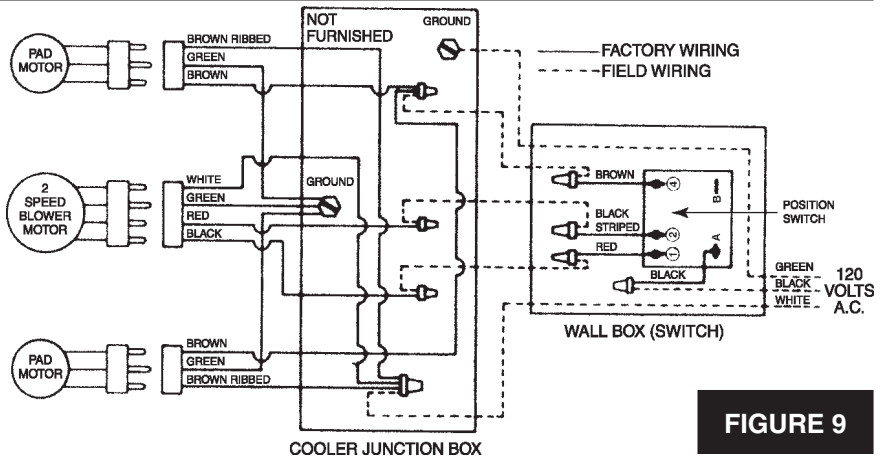 NOT
FURNISHED
GROUND
FACTORY WIRING
FIELD WIRING
PAD
MOTOR
BROWN RIBBED
GREEN
BROWN
2
SPEED
BLOWER
MOTOR
WHITE
GREEN
RED
BLACK
GROUND
BROWN
4
B
BLACK
STRIPED
2
RED
1
A
BLACK
POSITION
SWITCH
GREEN
BLACK
WHITE
120
VOLTS
A.C.
WALL BOX (SWITCH)
PAD
MOTOR
BROWN
GREEN
BROWN RIBBED
COOLER JUNCTION BOX
FIGURE 9